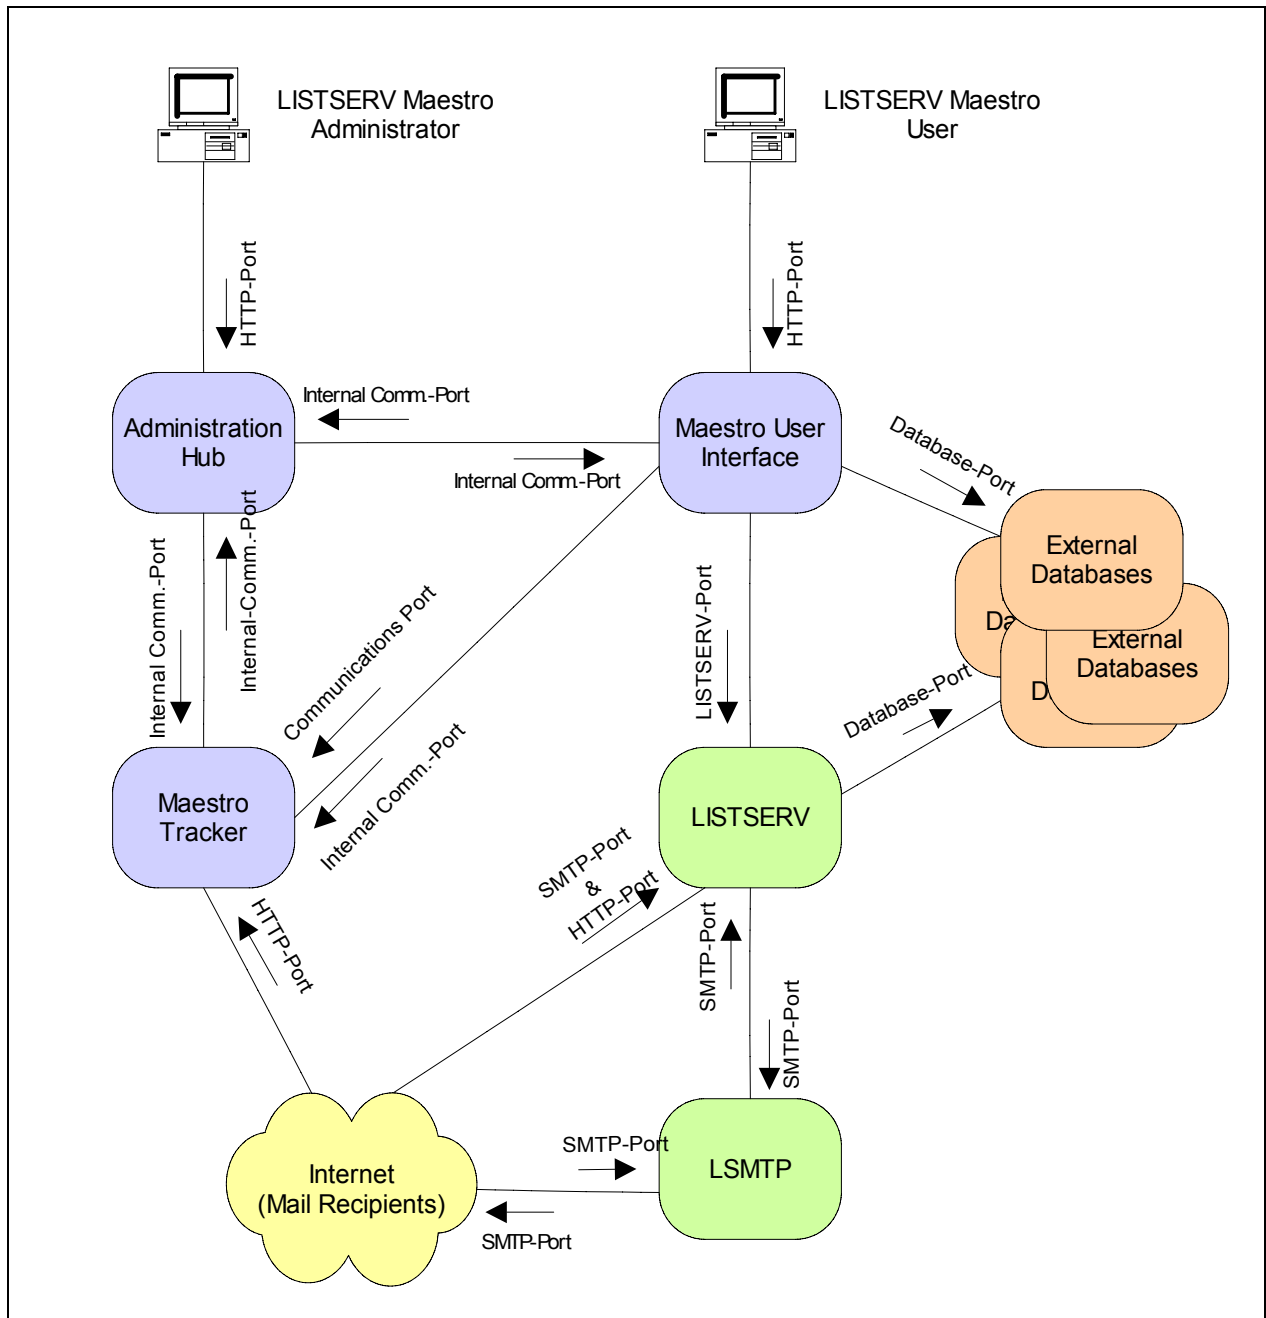 LISTSERV Maestro
Administrator
LISTSERV Maestro
User
HTTP-Port
HTTP-Port
Internal Comm.-Port
Administration
Hub
Maestro User
Interface
Internal Comm.-Port
Database-Port
External
Databases
Internal Comm.-Port
Internal-Comm.-Port
Communications Port
Internal Comm.-Port
LISTSERV-Port
Da
External
Databases
D
Database-Port
Maestro
Tracker
LISTSERV
SMTP-Port
&
HTTP-Port
HTTP-Port
SMTP-Port
SMTP-Port
Internet
(Mail Recipients)
SMTP-Port
SMTP-Port
LSMTP